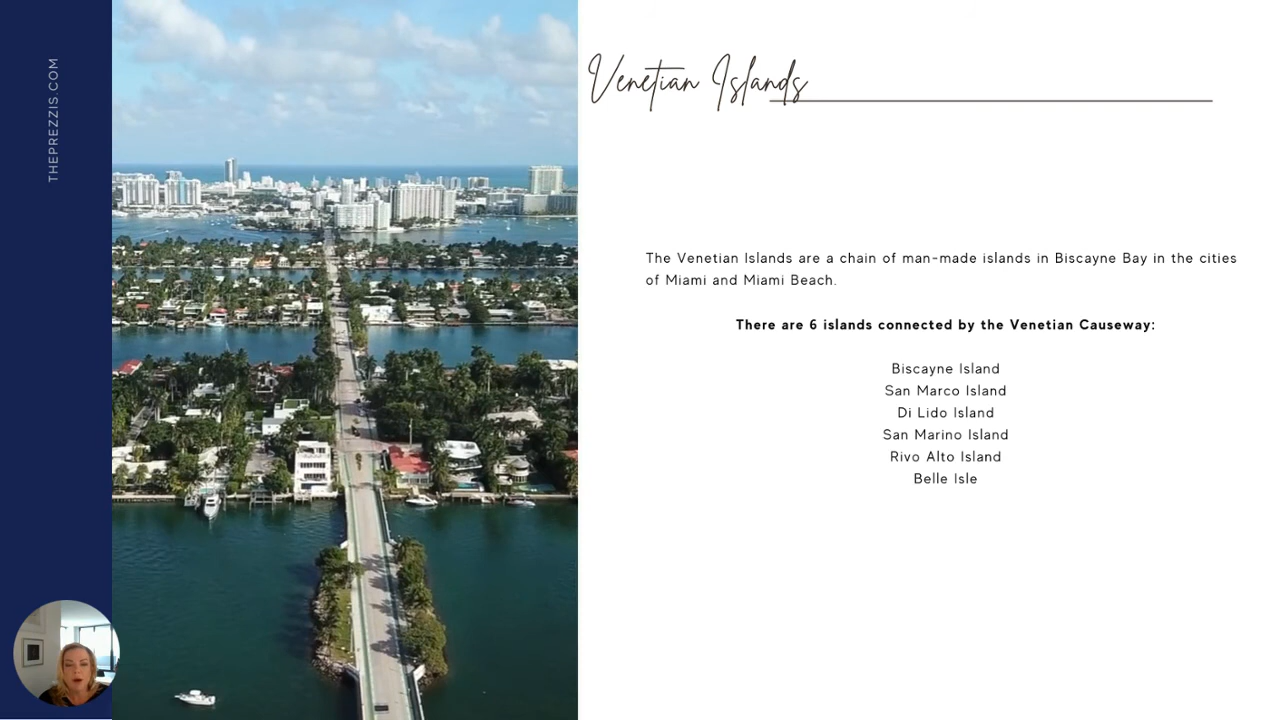 THEPREZZIS.COM
Venetian Islands
The Venetian Islands are a chain of man-made islands in Biscayne Bay in the cities
of Miami and Miami Beach.
There are 6 islands connected by the Venetian Causeway:
Biscayne Island
San Marco Island
Di Lido Island
San Marino Island
Rivo Alto Island
Belle Isle